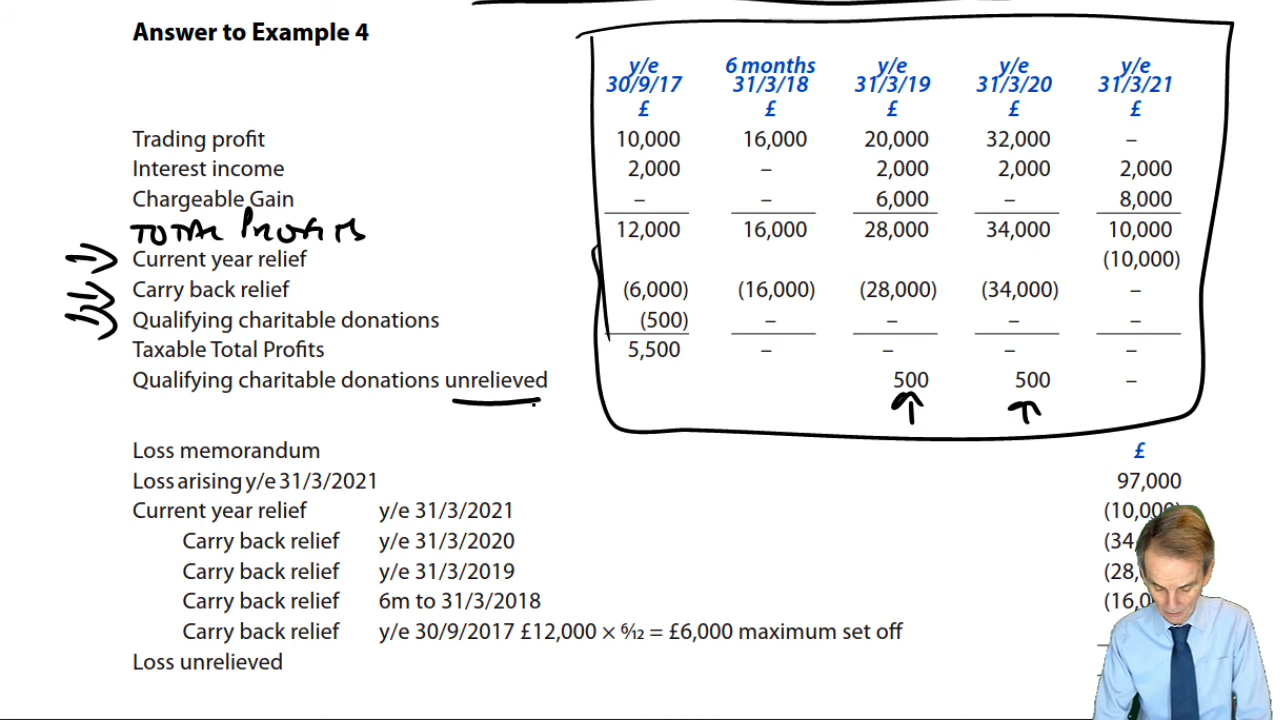 Answer to Example 4
y/e 6 months y/e y/e y/e
30/9/17 31/3/18 31/3/19 31/3/20 31/3/21
£ £ £ £ £
Trading profit 10,000 16,000 20,000 32,000 –
Interest income 2,000 – 2,000 2,000 2,000
Chargeable Gain – – 6,000 – 8,000
TOTAL PROFITS 12,000 16,000 28,000 34,000 10,000
Current year relief (10,000)
Carry back relief (6,000) (16,000) (28,000) (34,000) –
Qualifying charitable donations (500) – – – –
Taxable Total Profits 5,500 – – – –
Qualifying charitable donations unrelieved 500 500 –
Loss memorandum £
Loss arising y/e 31/3/2021 97,000
Current year relief y/e 31/3/2021 (10,000)
Carry back relief y/e 31/3/2020 (34,
Carry back relief y/e 31/3/2019 (28,
Carry back relief 6m to 31/3/2018 (16,0
Carry back relief y/e 30/9/2017 £12,000 × 6/12 = £6,000 maximum set off
Loss unrelieved